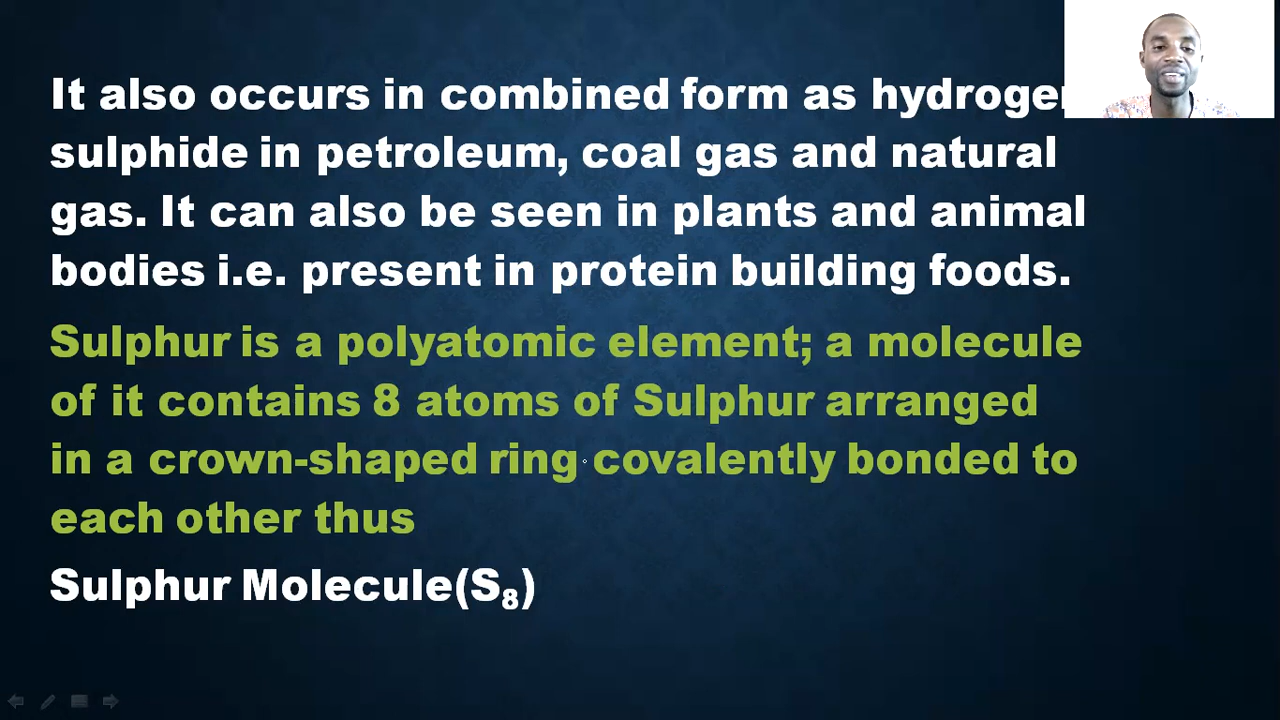 It also occurs in combined form as hydrogen
sulphide in petroleum, coal gas and natural
gas. It can also be seen in plants and animal
bodies i.e. present in protein building foods.
Sulphur is a polyatomic element; a molecule
of it contains 8 atoms of Sulphur arranged
in a crown-shaped ring covalently bonded to
each other thus
Sulphur Molecule(S₈)